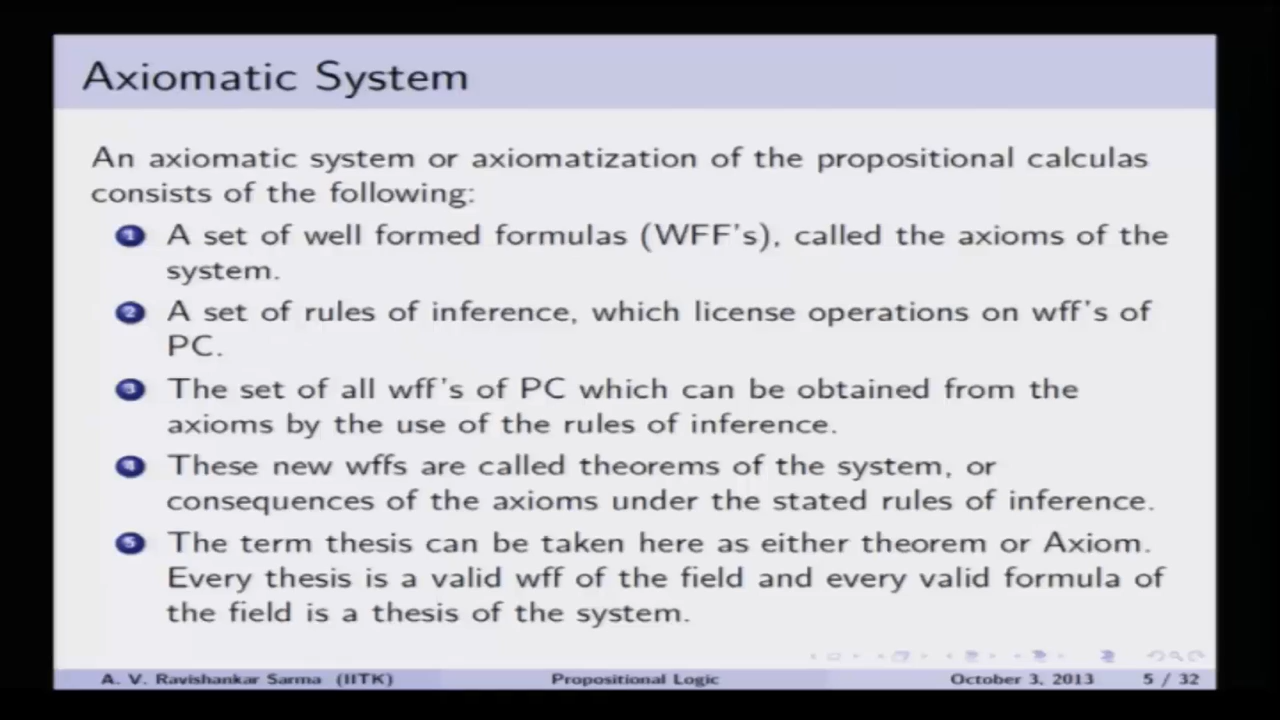 Axiomatic System
An axiomatic system or axiomatization of the propositional calculas
consists of the following:
1 A set of well formed formulas (WFF's), called the axioms of the
system.
2 A set of rules of inference, which license operations on wff's of
PC.
3 The set of all wff's of PC which can be obtained from the
axioms by the use of the rules of inference.
4 These new wffs are called theorems of the system, or
consequences of the axioms under the stated rules of inference.
5 The term thesis can be taken here as either theorem or Axiom.
Every thesis is a valid wff of the field and every valid formula of
the field is a thesis of the system.
A. V. Ravishankar Sarma (IITK) Propositional Logic October 3, 2013 5 / 32